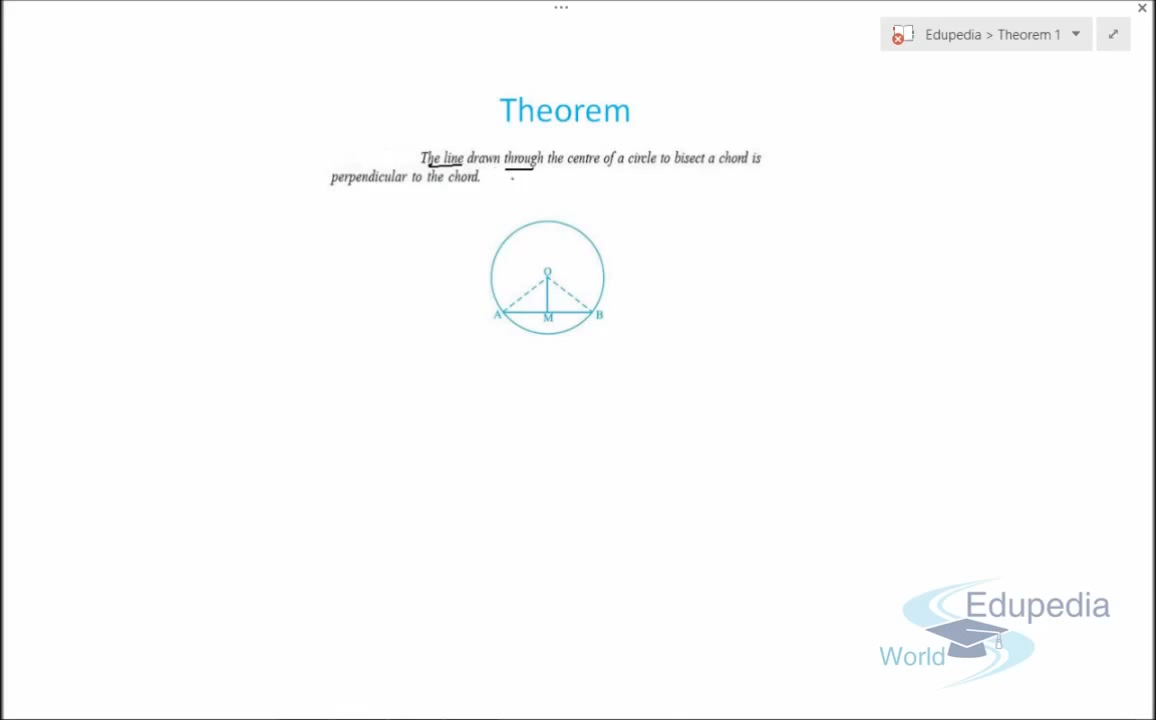 Edupedia > Theorem 1
Theorem
The line drawn through the centre of a circle to bisect a chord is
perpendicular to the chord.
O
A
M
B
Edupedia
World